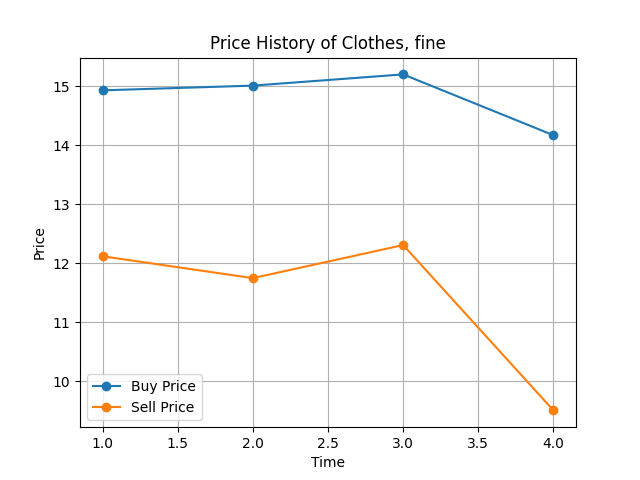 Price History of Clothes, fine
15
14
13
12
11
10
Price
Buy Price
Sell Price
1.0 1.5 2.0 2.5 3.0 3.5 4.0
Time